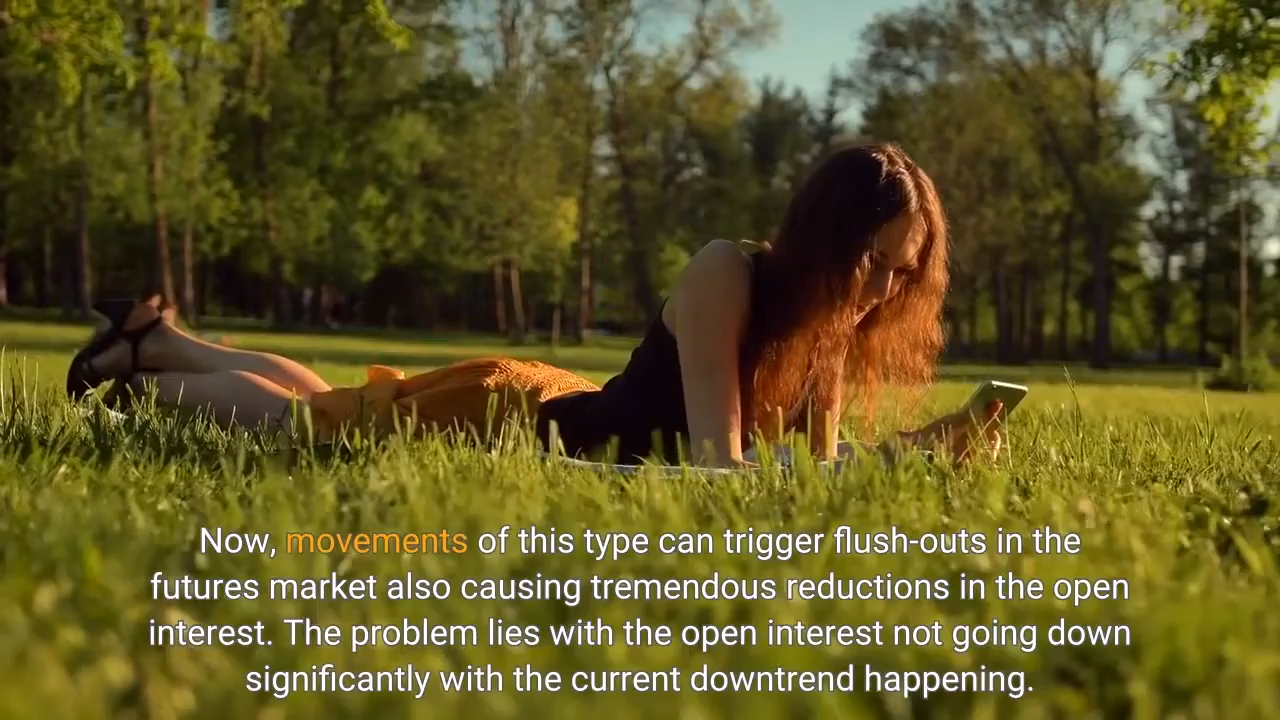 Now, movements of this type can trigger flush-outs in the
futures market also causing tremendous reductions in the open
interest. The problem lies with the open interest not going down
significantly with the current downtrend happening.